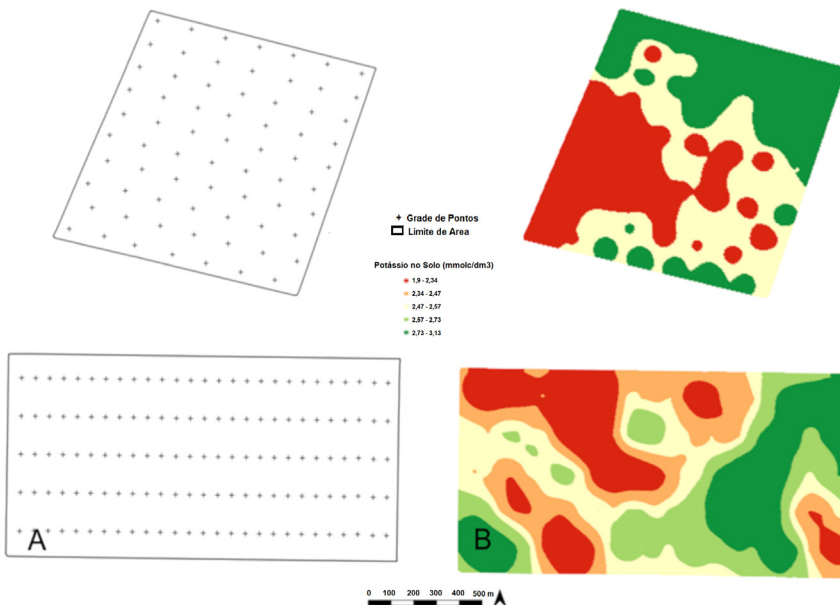 + Grade de Pontos
Limite de Area
Potássio no Solo (mmolc/dm3)
1,9 - 2,34
2,34 - 2,47
2,47 - 2,57
2,57 - 2,73
2,73 - 3,13
A
B
0 100 200 300 400 500 m